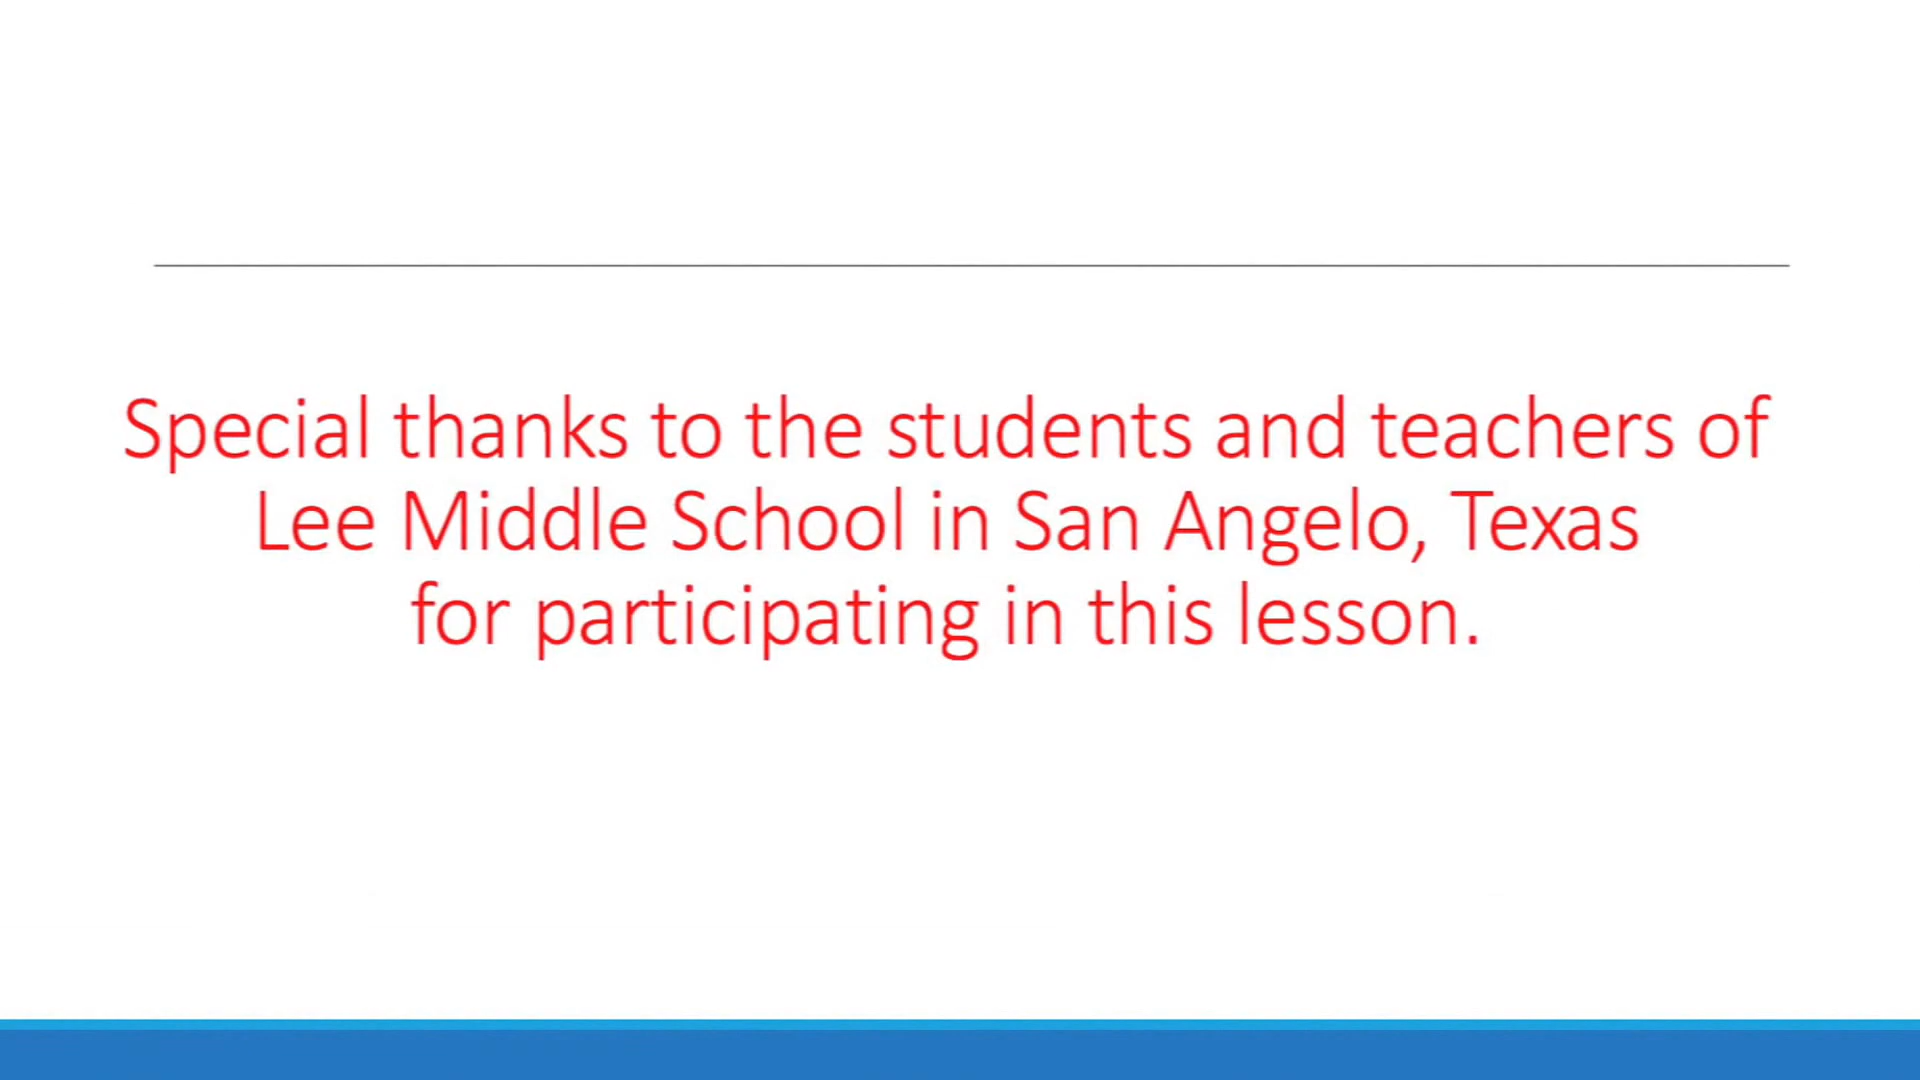 Special thanks to the students and teachers of
Lee Middle School in San Angelo, Texas
for participating in this lesson.